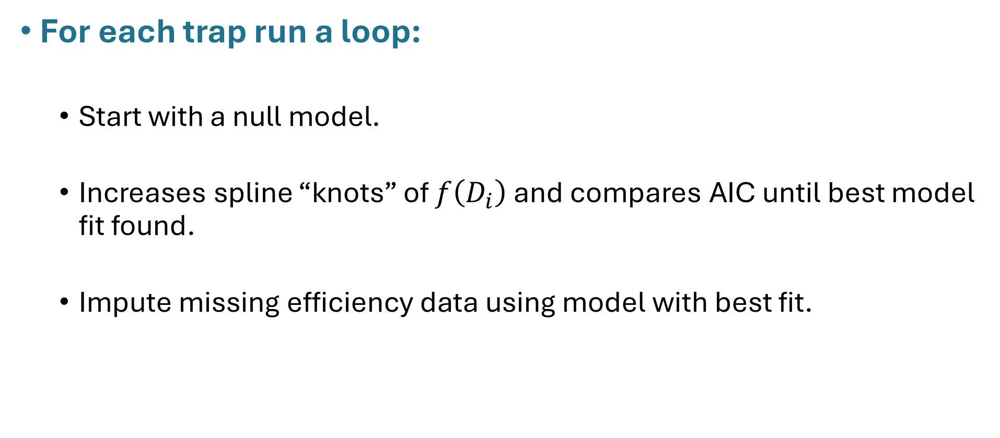 • For each trap run a loop:
• Start with a null model.
• Increases spline “knots” of f(Dᵢ) and compares AIC until best model
fit found.
• Impute missing efficiency data using model with best fit.